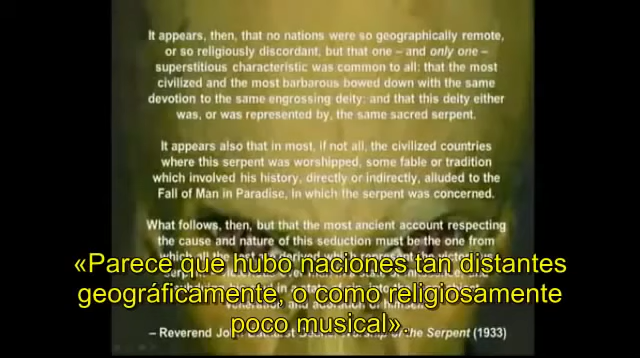 It appears, then, that no nations were so geographically remote,
or so religiously discordant, but that one – and only one –
superstitious characteristic was common to all: that the most
civilized and the most barbarous bowed down with the same
devotion to the same engrossing deity; and that this deity either
was, or was represented by, the same sacred serpent.
It appears also that in most, if not all, the civilized countries
where this serpent was worshipped, some fable or tradition
which involved his history, directly or indirectly, alluded to the
Fall of Man in Paradise, in which the serpent was concerned.
What follows, then, but that the most ancient account respecting
the cause and nature of this seduction must be the one from
which all the
«Parece que hubo naciones tan distantes
geográficamente, o como religiosamente
poco musical».
– Reverend of the Serpent (1933)